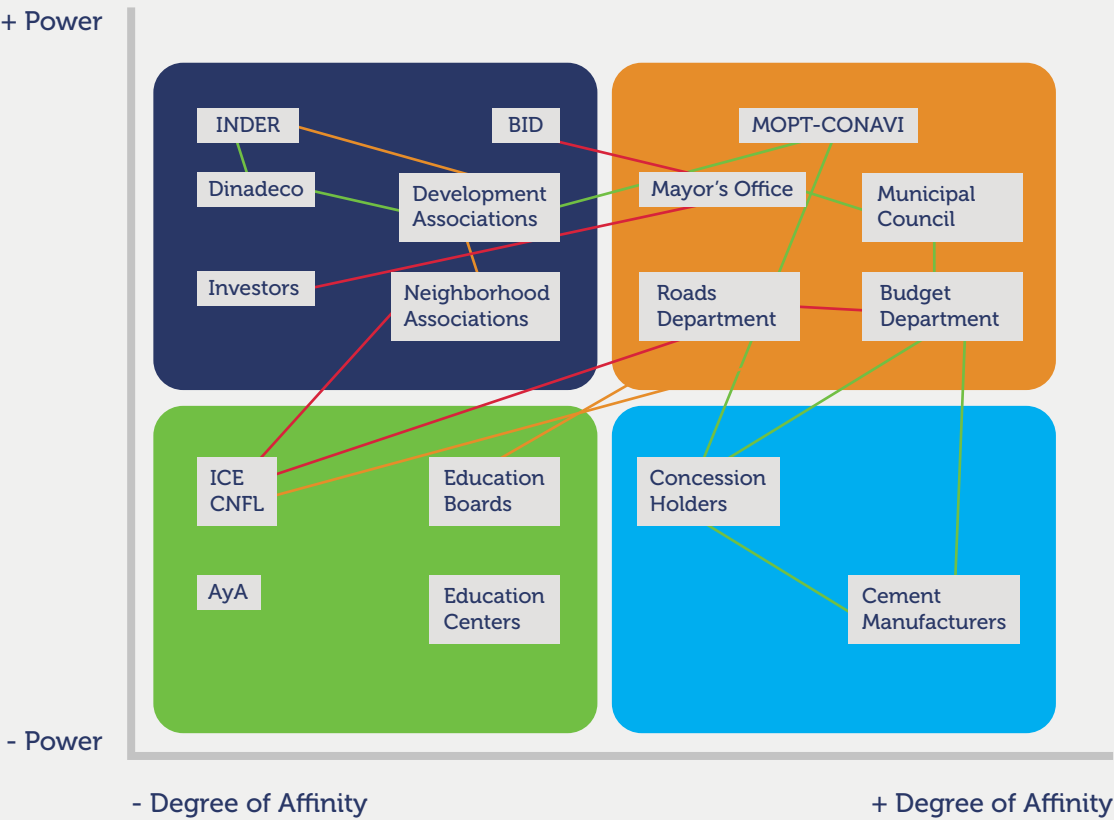 + Power
INDER
BID
MOPT-CONAVI
Dinadeco
Development
Associations
Mayor's Office
Municipal
Council
Investors
Neighborhood
Associations
Roads
Department
Budget
Department
ICE
CNFL
Education
Boards
Concession
Holders
AyA
Education
Centers
Cement
Manufacturers
- Power
- Degree of Affinity
+ Degree of Affinity